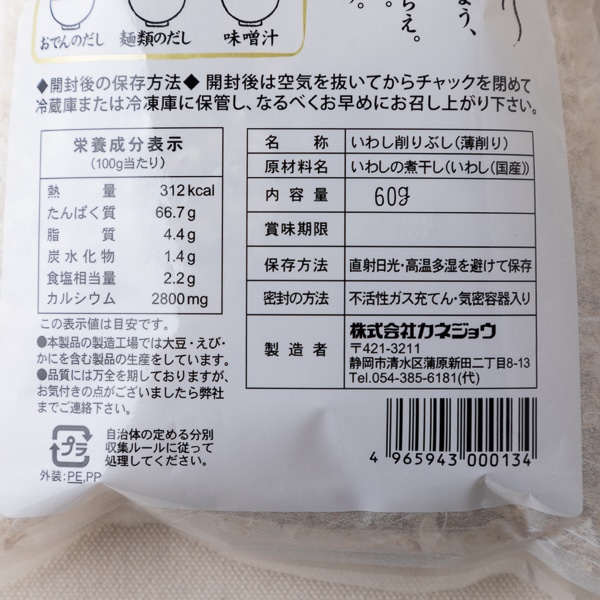 おでんのだし 麺類のだし 味噌汁
◆開封後の保存方法◆ 開封後は空気を抜いてからチャックを閉めて
冷蔵庫または冷凍庫に保管し、なるべくお早めにお召し上がり下さい。
栄養成分表示
(100g当たり)
熱量 312kcal
たんぱく質 66.7g
脂質 4.4g
炭水化物 1.4g
食塩相当量 2.2g
カルシウム 2800mg
この表示値は目安です。
●本製品の製造工場では大豆・えび・
かにを含む製品の生産をしています。
●品質には万全を期しておりますが、
お気付きの点がございましたら弊社
までご連絡下さい。
プラ
外装:PE,PP
自治体の定める分別
収集ルールに従って
処理してください。
名称 いわし削りぶし(薄削り)
原材料名 いわしの煮干し(いわし(国産))
内容量 60g
賞味期限
保存方法 直射日光・高温多湿を避けて保存
密封の方法 不活性ガス充てん・気密容器入り
製造者 株式会社カネジョウ
〒421-3211
静岡市清水区蒲原新田二丁目8-13
Tel.054-385-6181(代)
4 965943 000134